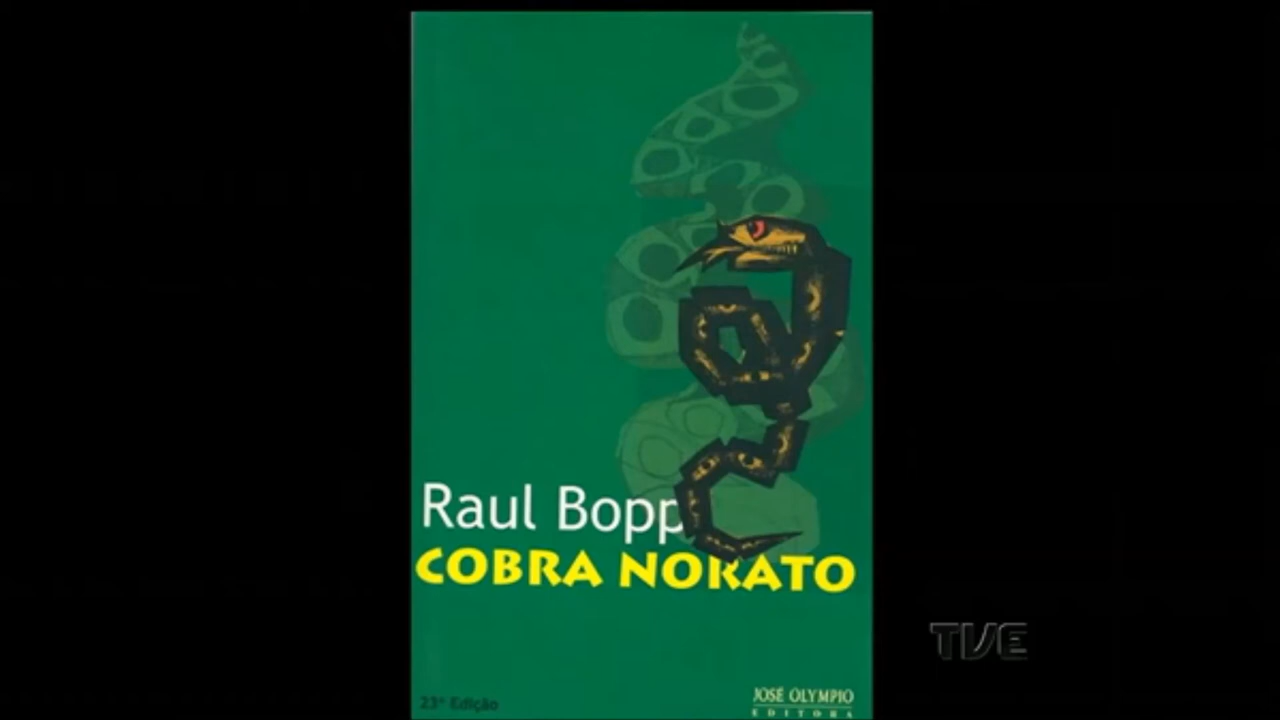 Raul Bopp
COBRA NORATO
23ª Edição
JOSÉ OLYMPIO
EDITORA
TVE